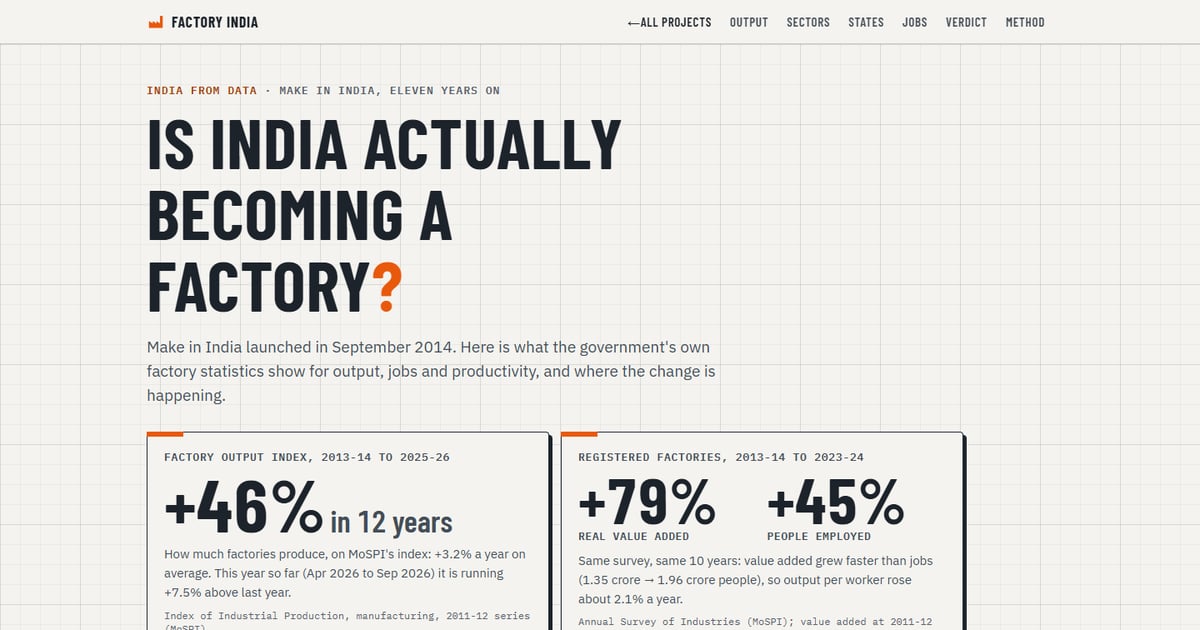 FACTORY INDIA
←ALL PROJECTS OUTPUT SECTORS STATES JOBS VERDICT METHOD
INDIA FROM DATA · MAKE IN INDIA, ELEVEN YEARS ON
IS INDIA ACTUALLY
BECOMING A
FACTORY?
Make in India launched in September 2014. Here is what the government's own
factory statistics show for output, jobs and productivity, and where the change is
happening.
FACTORY OUTPUT INDEX, 2013-14 TO 2025-26
+46% in 12 years
How much factories produce, on MoSPI's index: +3.2% a year on
average. This year so far (Apr 2026 to Sep 2026) it is running
+7.5% above last year.
Index of Industrial Production, manufacturing, 2011-12 series
(MoSPI)
REGISTERED FACTORIES, 2013-14 TO 2023-24
+79% +45%
REAL VALUE ADDED PEOPLE EMPLOYED
Same survey, same 10 years: value added grew faster than jobs
(1.35 crore → 1.96 crore people), so output per worker rose
about 2.1% a year.
Annual Survey of Industries (MoSPI); value added at 2011-12